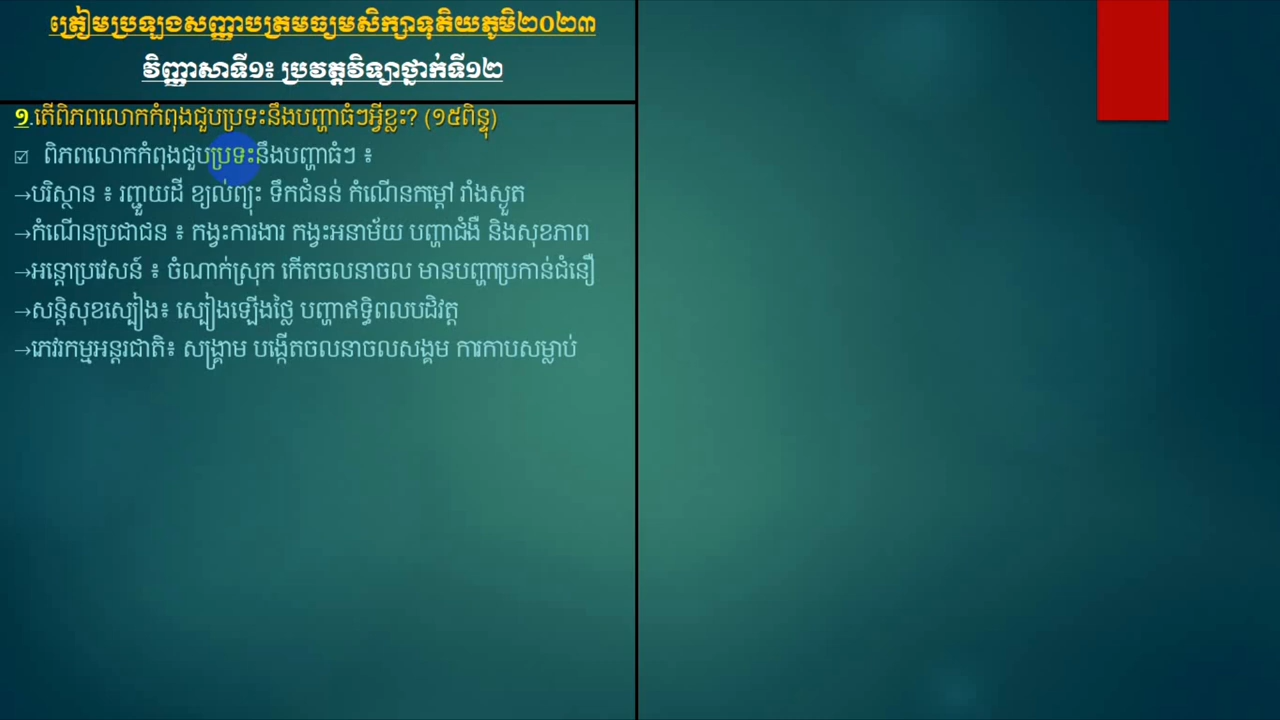 ត្រៀមប្រឡងសញ្ញាបត្រមធ្យមសិក្សាទុតិយភូមិ២០២៣
វិញ្ញាសាទី១៖ ប្រវត្តវិទ្យាថ្នាក់ទី១២
១.តើពិភពលោកកំពុងជួបប្រទះនឹងបញ្ហាធំៗអ្វីខ្លះ? (១៥ពិន្ទុ)
☑ ពិភពលោកកំពុងជួបប្រទះនឹងបញ្ហាធំៗ ៖
→បរិស្ថាន ៖ រញ្ជួយដី ខ្យល់ព្យុះ ទឹកជំនន់ កំណើនកម្ដៅ រាំងស្ងួត
→កំណើនប្រជាជន ៖ កង្វះការងារ កង្វះអនាម័យ បញ្ហាជំងឺ និងសុខភាព
→អន្តោប្រវេសន៍ ៖ ចំណាក់ស្រុក កើតចលនាចល មានបញ្ហាប្រកាន់ជំនឿ
→សន្តិសុខស្បៀង៖ ស្បៀងឡើងថ្លៃ បញ្ហាឥទ្ធិពលបដិវត្ត
→ភេរវកម្មអន្តរជាតិ៖ សង្គ្រាម បង្កើតចលនាចលសង្គម ការកាបសម្លាប់